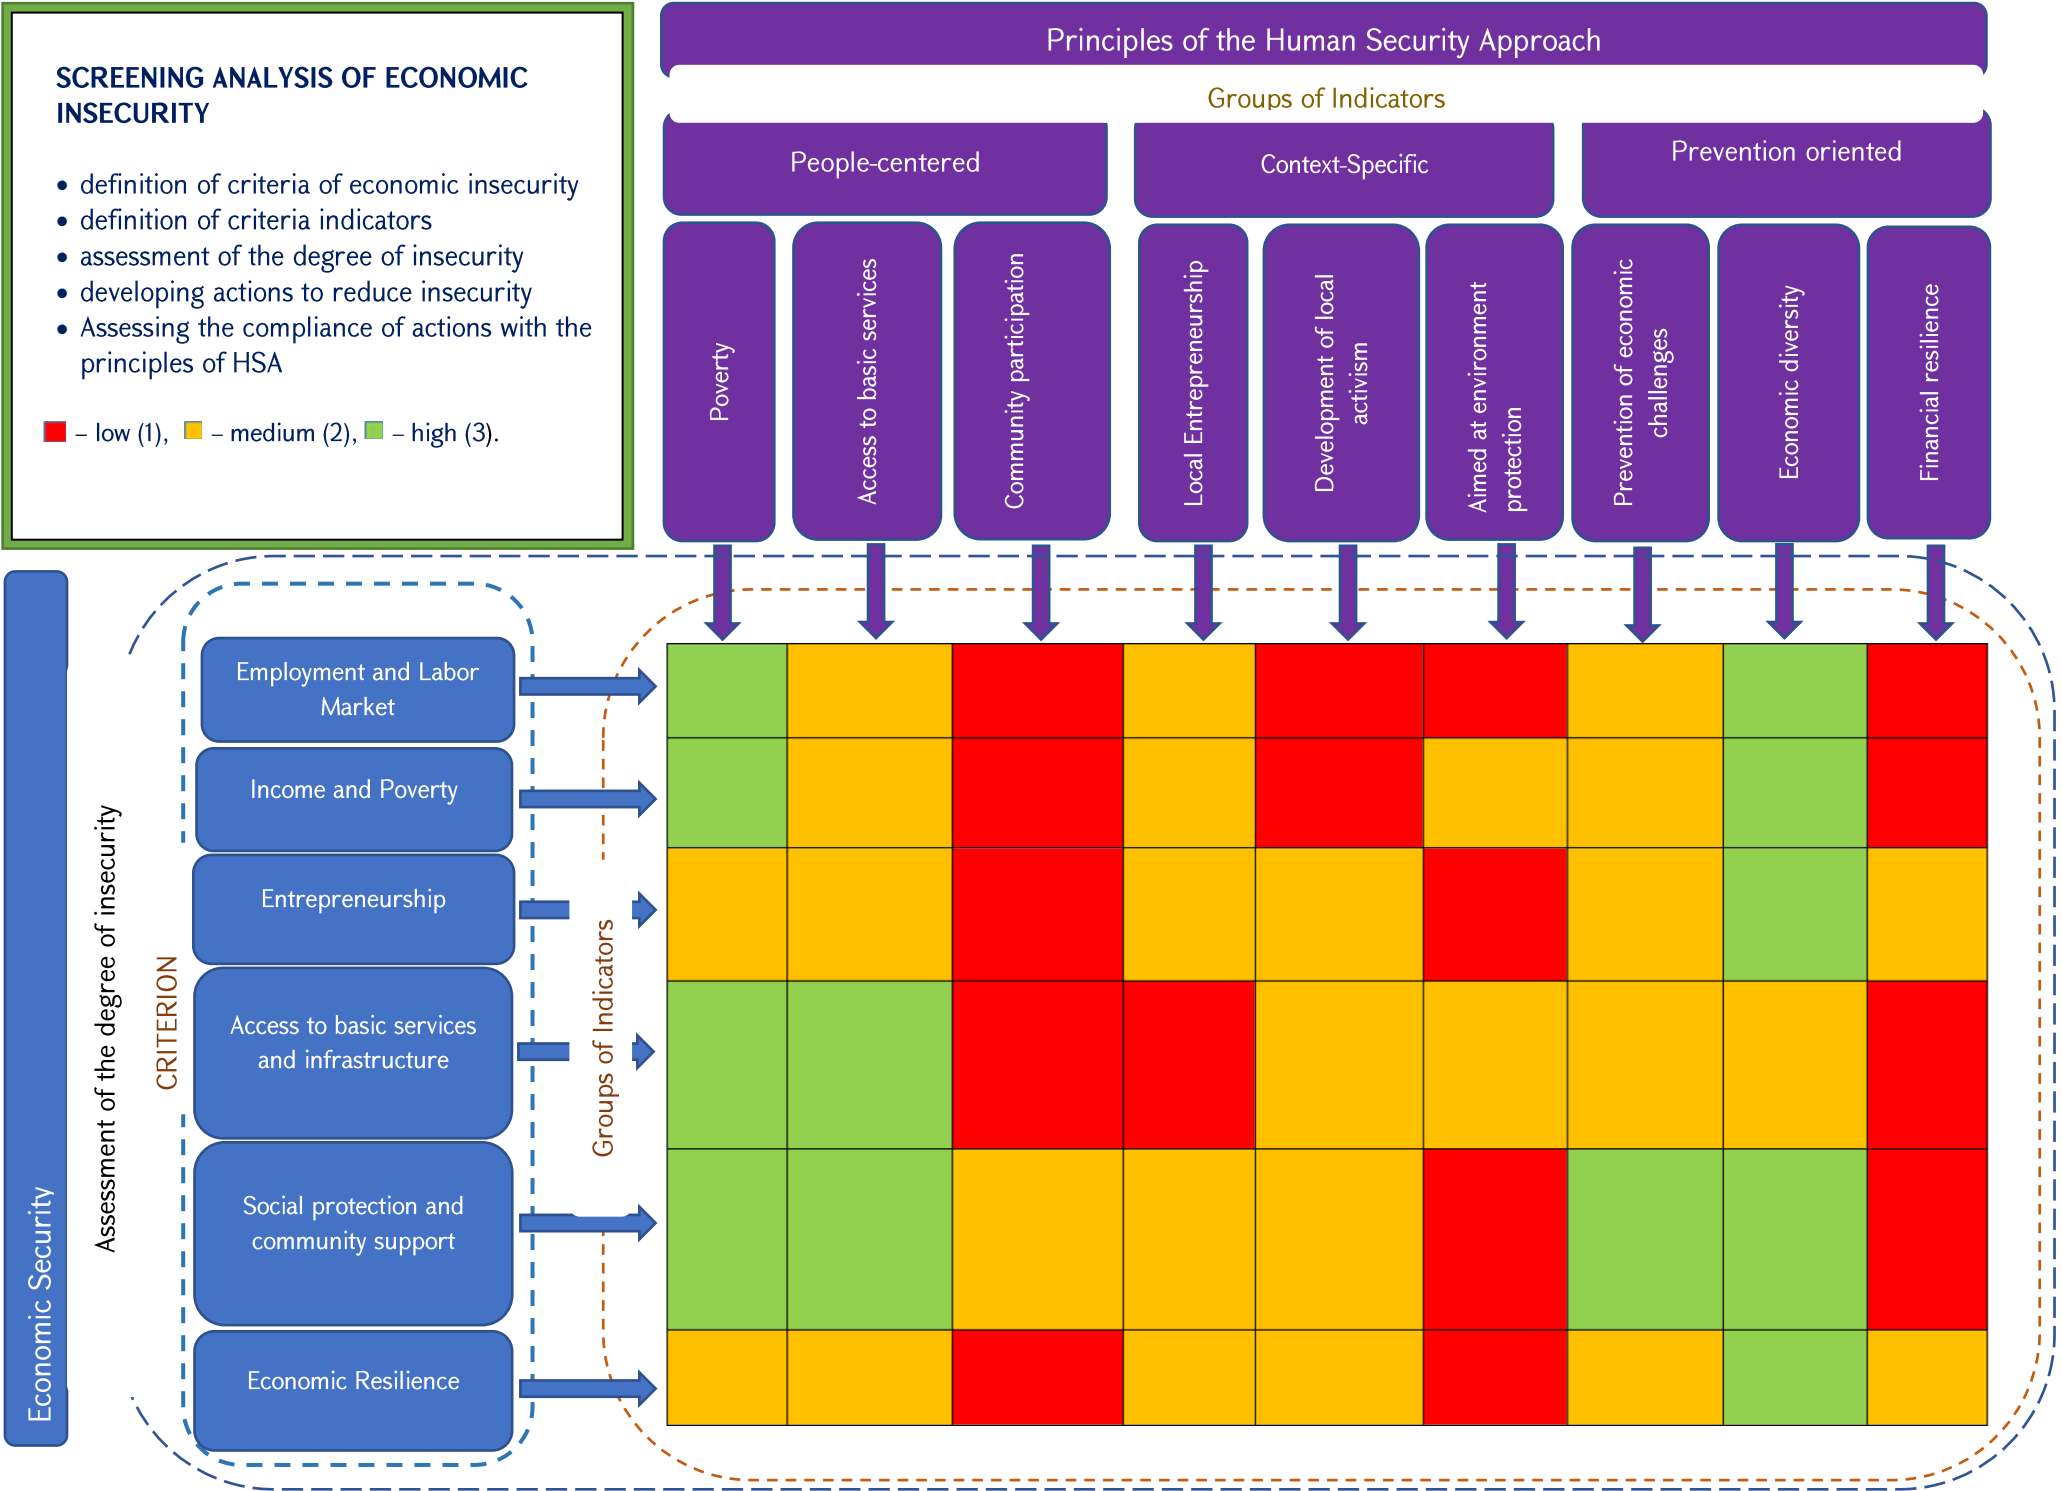 SCREENING ANALYSIS OF ECONOMIC
INSECURITY
• definition of criteria of economic insecurity
• definition of criteria indicators
• assessment of the degree of insecurity
• developing actions to reduce insecurity
• Assessing the compliance of actions with the
principles of HSA
– low (1), – medium (2), – high (3).
Principles of the Human Security Approach
Groups of Indicators
People-centered
Context-Specific
Prevention oriented
Poverty
Access to basic services
Community participation
Local Entrepreneurship
Development of local
activism
Aimed at environment
protection
Prevention of economic
challenges
Economic diversity
Financial resilience
Economic Security
Assessment of the degree of insecurity
CRITERION
Employment and Labor
Market
Income and Poverty
Entrepreneurship
Access to basic services
and infrastructure
Social protection and
community support
Economic Resilience
Groups of Indicators